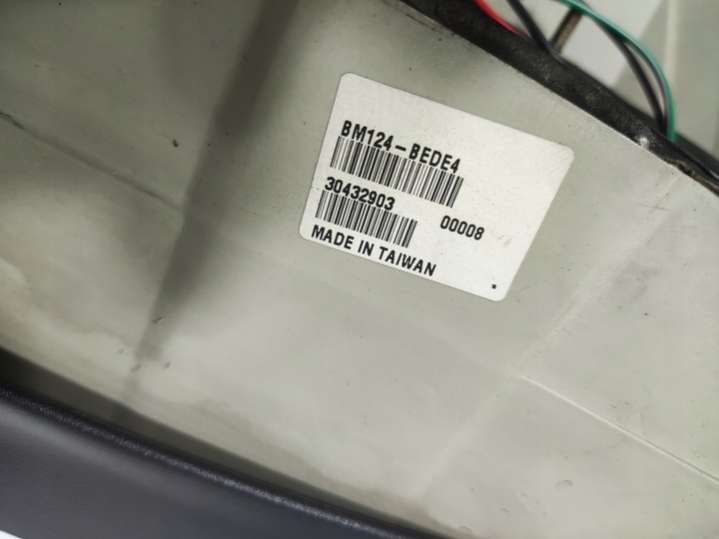 BM124-BEDE4
30432903
00008
MADE IN TAIWAN